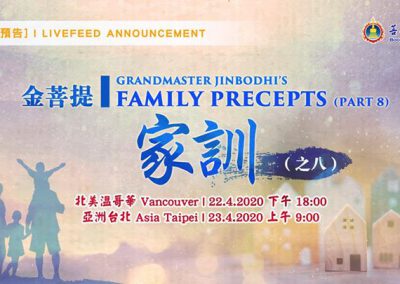 預告] | LIVEFEED ANNOUNCEMENT
GRANDMASTER JINBODHI'S
金菩提 FAMILY PRECEPTS (PART 8)
家訓 (之八)
北美溫哥華 Vancouver | 22.4.2020 下午 18:00
亞洲台北 Asia Taipei | 23.4.2020 上午 9:00